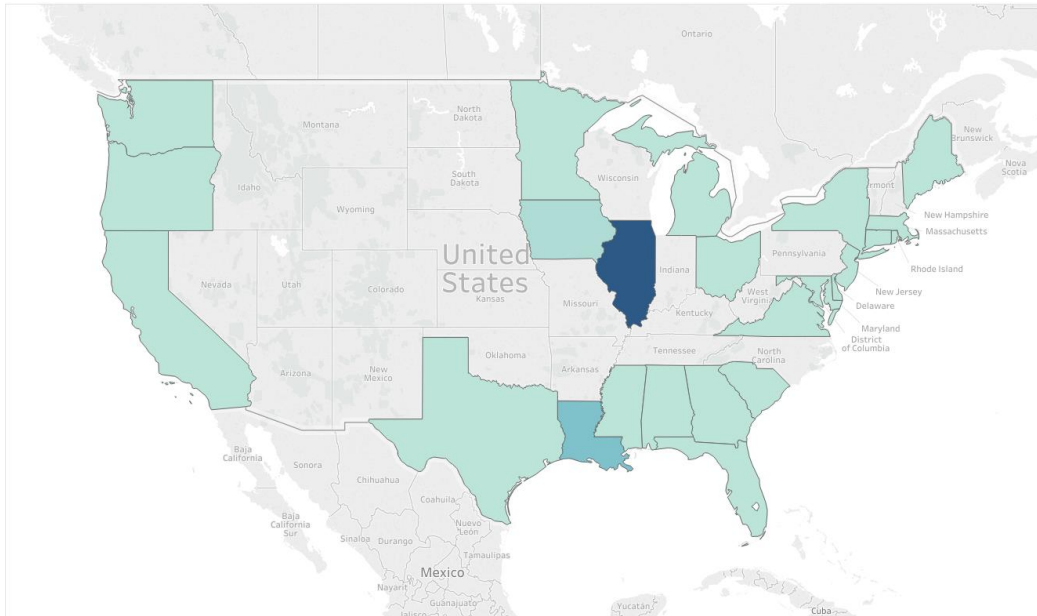 Ontario
North
Dakota
Montana
New
Brunswick
Nova
Scotia
South
Dakota
Wisconsin
Idaho
Wyoming
New Hampshire
Massachusetts
United
States
Rhode Island
Pennsylvania
Nevada
Utah
Colorado
Kansas
Missouri
Indiana
West
Virgini
New Jersey
Delaware
Kentucky
Maryland
District
of Columbia
Oklahoma
Tennessee
North
Carolina
Arizona
New
Mexico
Arkansas
Baja
California
Sonora
Chihuahua
Coahuila
Baja
California
Sur
Nuevo
León
Sinaloa
Durango
Tamaulipas
Mexico
Nayarit
Guanajuato
Jalisco
Yucatán
Cuba